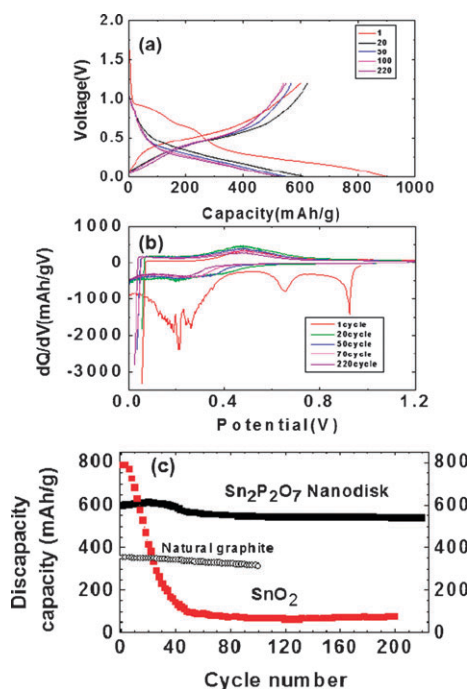 (a)
1
20
50
100
220
2.0
1.5
1.0
0.5
0.0
Voltage(V)
0 200 400 600 800 1000
Capacity(mAh/g)
(b)
1000
0
-1000
-2000
-3000
dQ/dV(mAh/gV)
1cycle
20cycle
50cycle
70cycle
220cycle
0.0 0.4 0.8 1.2
Potential(V)
(c)
800
600
400
200
0
800
600
400
200
0
Discapacity
capacity (mAh/g)
Sn2P2O7 Nanodisk
Natural graphite
SnO2
0 40 80 120 160 200
Cycle number